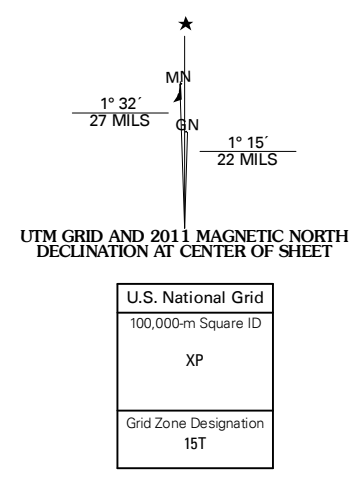 MN
1° 32´
27 MILS
GN
1° 15´
22 MILS
UTM GRID AND 2011 MAGNETIC NORTH
DECLINATION AT CENTER OF SHEET
U.S. National Grid
100,000-m Square ID
XP
Grid Zone Designation
15T